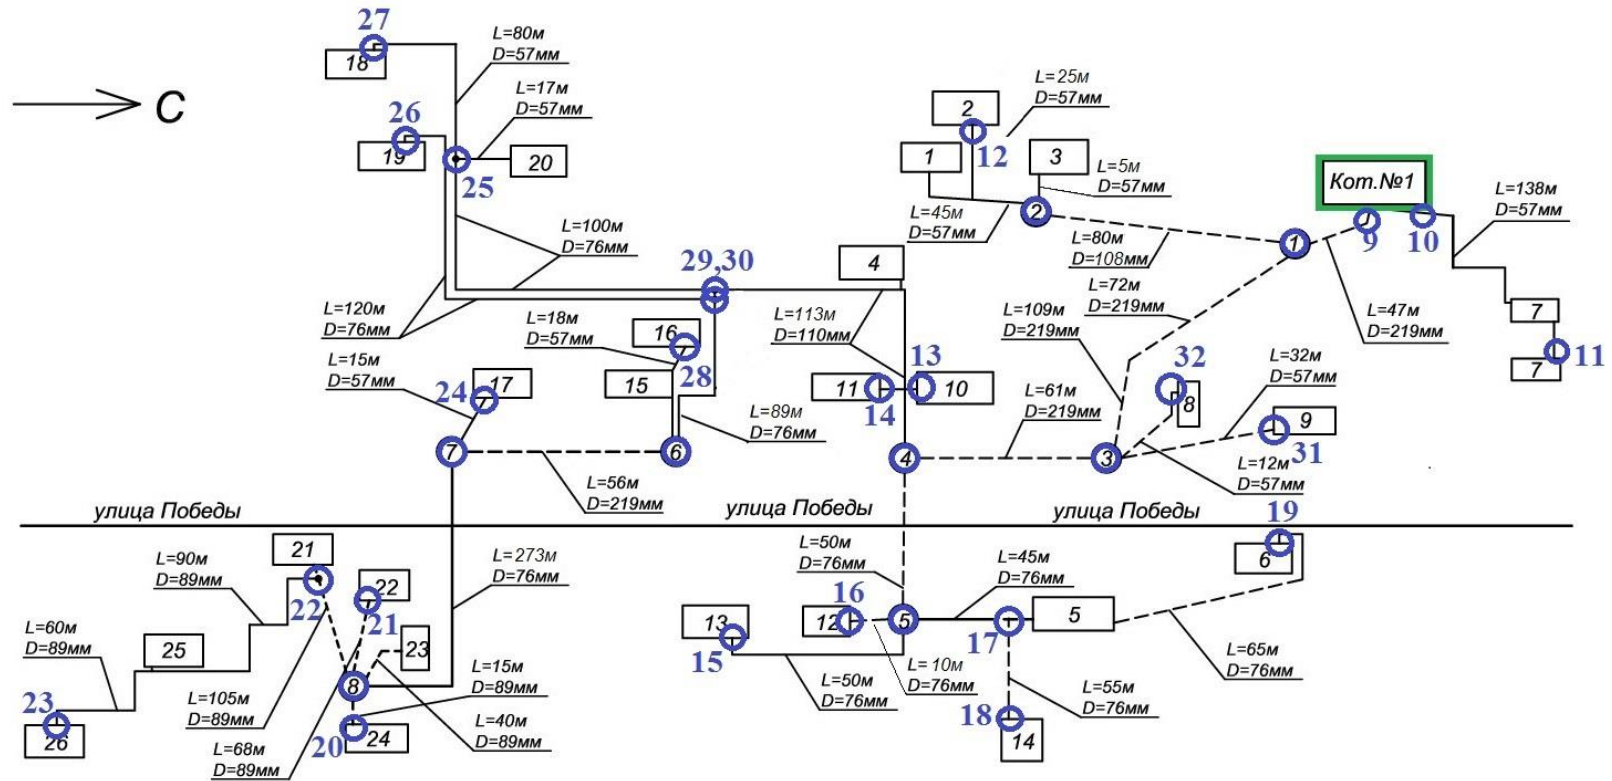 27
18
L=80м
D=57мм
L=17м
D=57мм
С
26
19
20
25
L=25м
D=57мм
2
12
1
3
L=5м
D=57мм
Кот.№1
L=138м
D=57мм
L=45м
D=57мм
2
L=80м
D=108мм
1
9
10
L=100м
D=76мм
29,30
4
L=72м
D=219мм
L=109м
D=219мм
L=47м
D=219мм
7
7
11
L=120м
D=76мм
L=18м
D=57мм
16
15
28
L=113м
D=110мм
13
11
10
14
L=15м
D=57мм
17
24
L=89м
D=76мм
L=61м
D=219мм
32
8
L=32м
D=57мм
9
31
7
6
4
3
L=12м
D=57мм
L=56м
D=219мм
улица Победы
улица Победы
улица Победы
19
6
21
L=90м
D=89мм
22
22
21
L=273м
D=76мм
L=50м
D=76мм
L=45м
D=76мм
16
12
5
17
5
13
15
L=60м
D=89мм
25
23
L=10м
D=76мм
L=65м
D=76мм
8
L=15м
D=89мм
L=50м
D=76мм
L=55м
D=76мм
23
26
L=105м
D=89мм
20
24
L=40м
D=89мм
18
14
L=68м
D=89мм